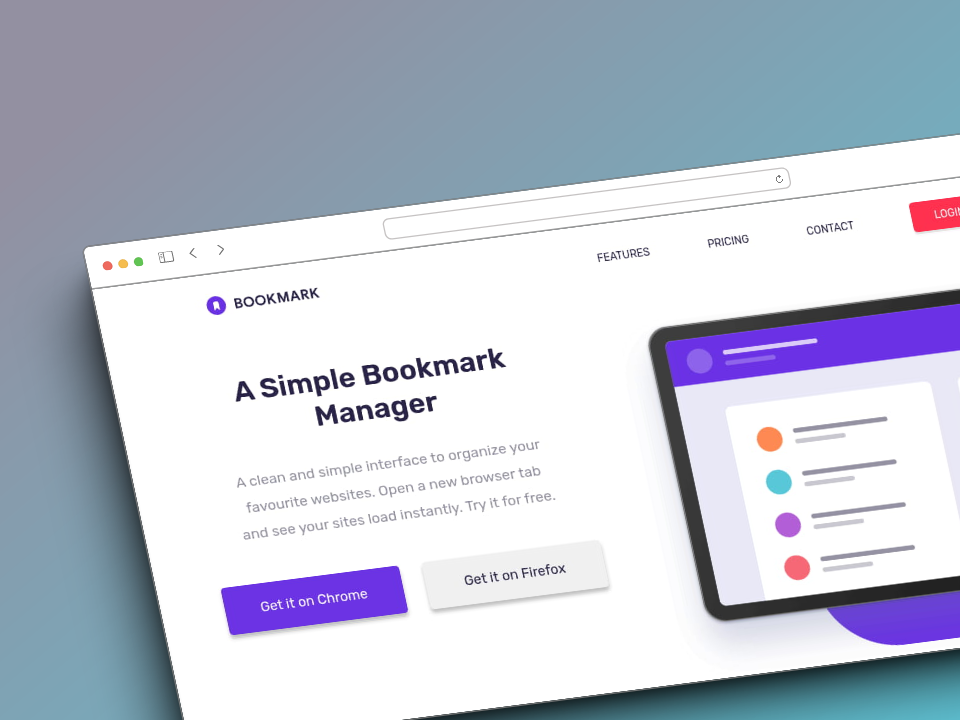 FEATURES
PRICING
CONTACT
BOOKMARK
A Simple Bookmark
Manager
A clean and simple interface to organize your
favourite websites. Open a new browser tab
and see your sites load instantly. Try it for free.
Get it on Chrome
Get it on Firefox